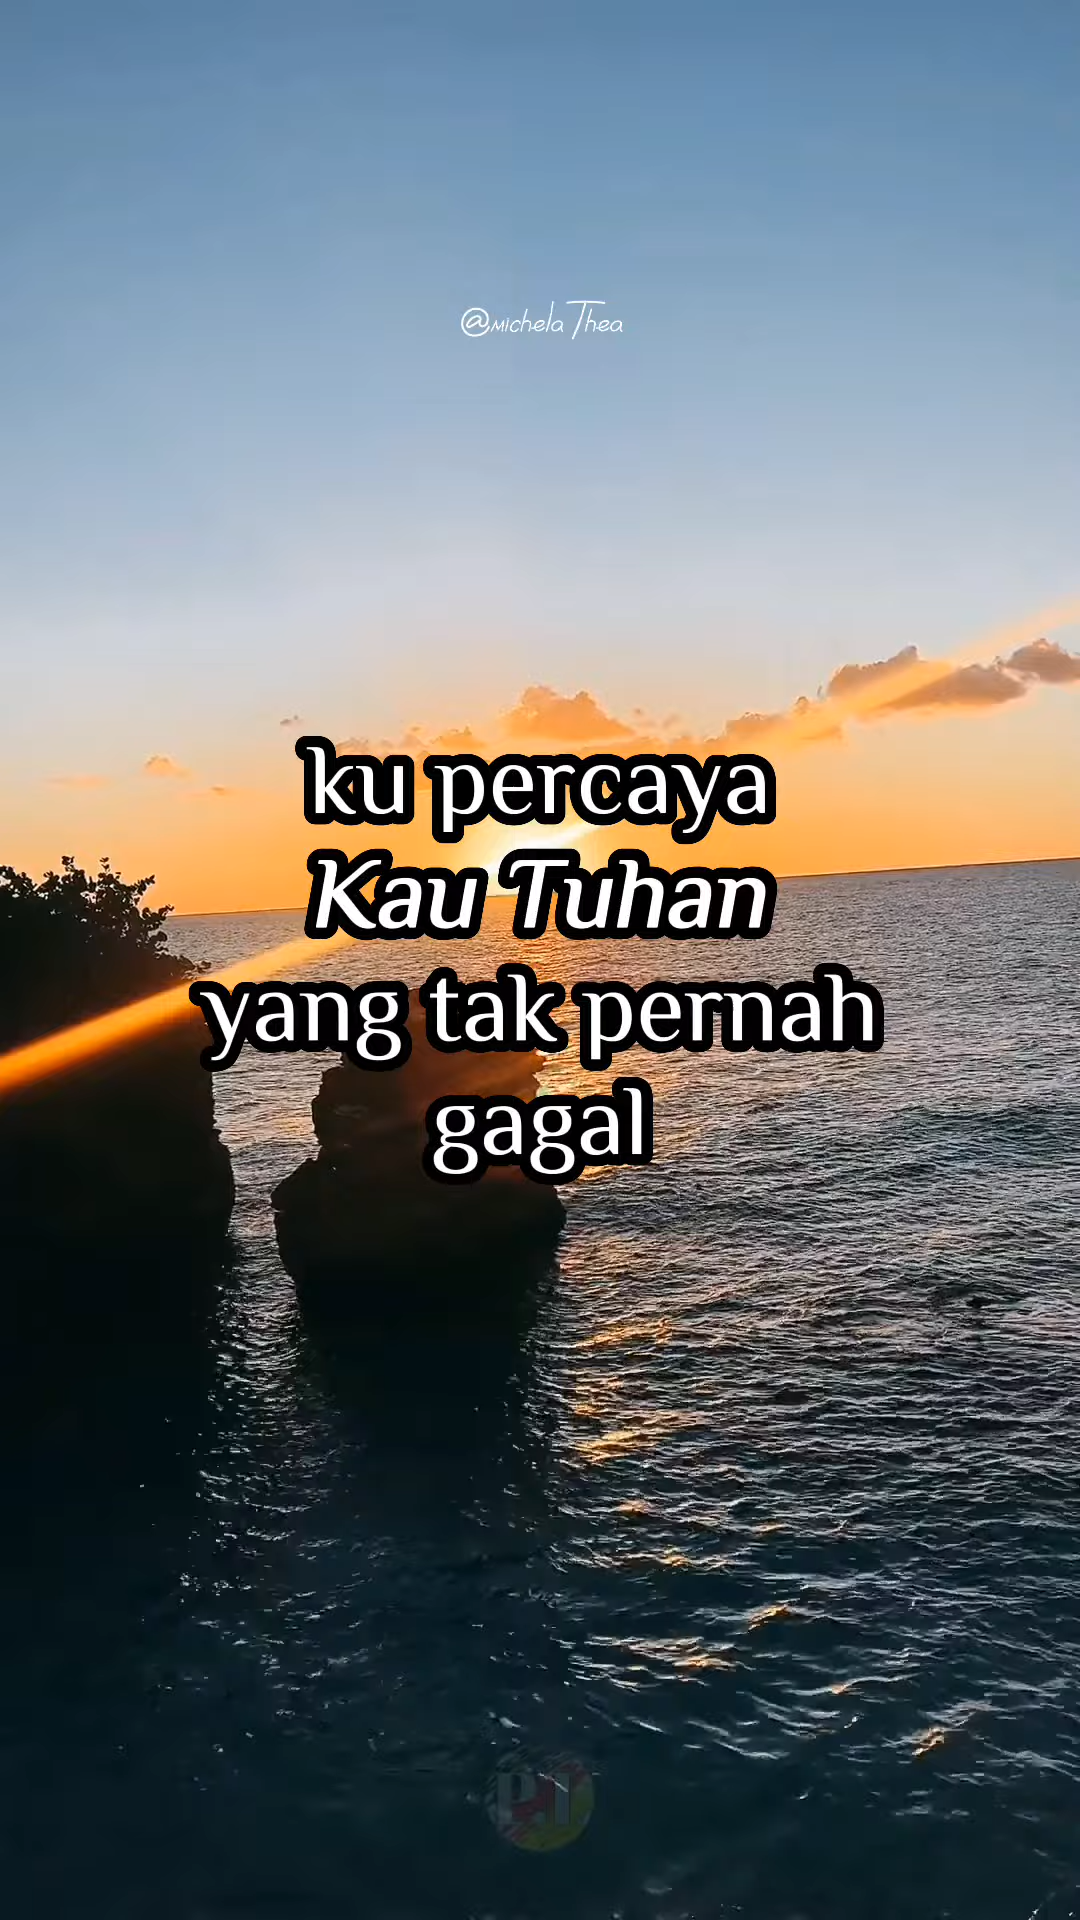 @michela Thea
ku percaya
Kau Tuhan
yang tak pernah
gagal